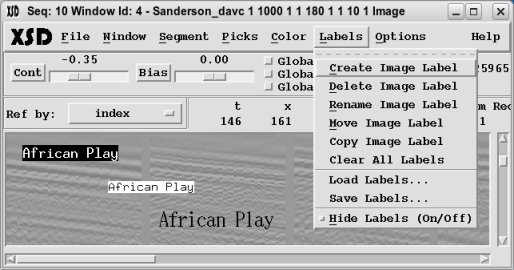 XSD Seq: 10 Window Id: 4 - Sanderson_davc 1 1000 1 1 180 1 1 10 1 Image
XSD File Window Segment Picks Color Labels Options Help
Cont -0.35 Bias 0.00 Globa
Globa
Globa
25965
Ref by: index t x m Rec
146 161 1
Create Image Label
Delete Image Label
Rename Image Label
Move Image Label
Copy Image Label
Clear All Labels
Load Labels...
Save Labels...
Hide Labels (On/Off)
African Play
African Play
African Play